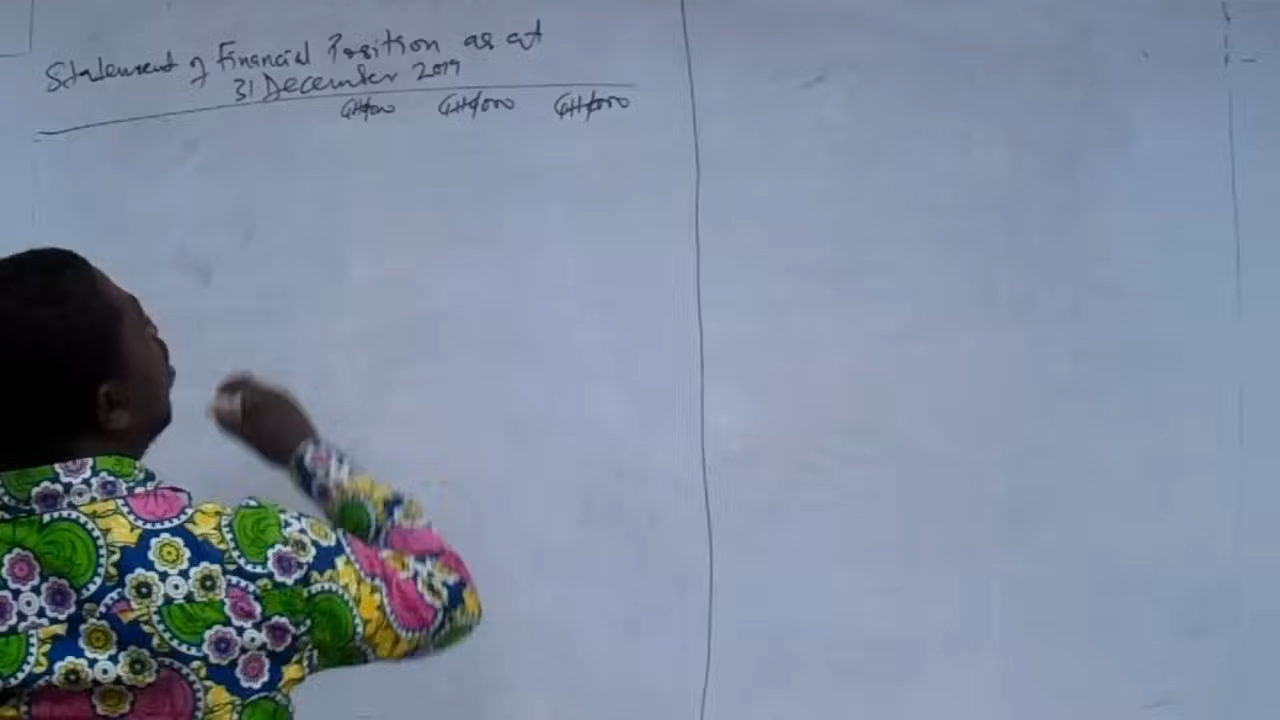 Statement of Financial Position as at
31 December 2019
GH¢000 GH¢000 GH¢000